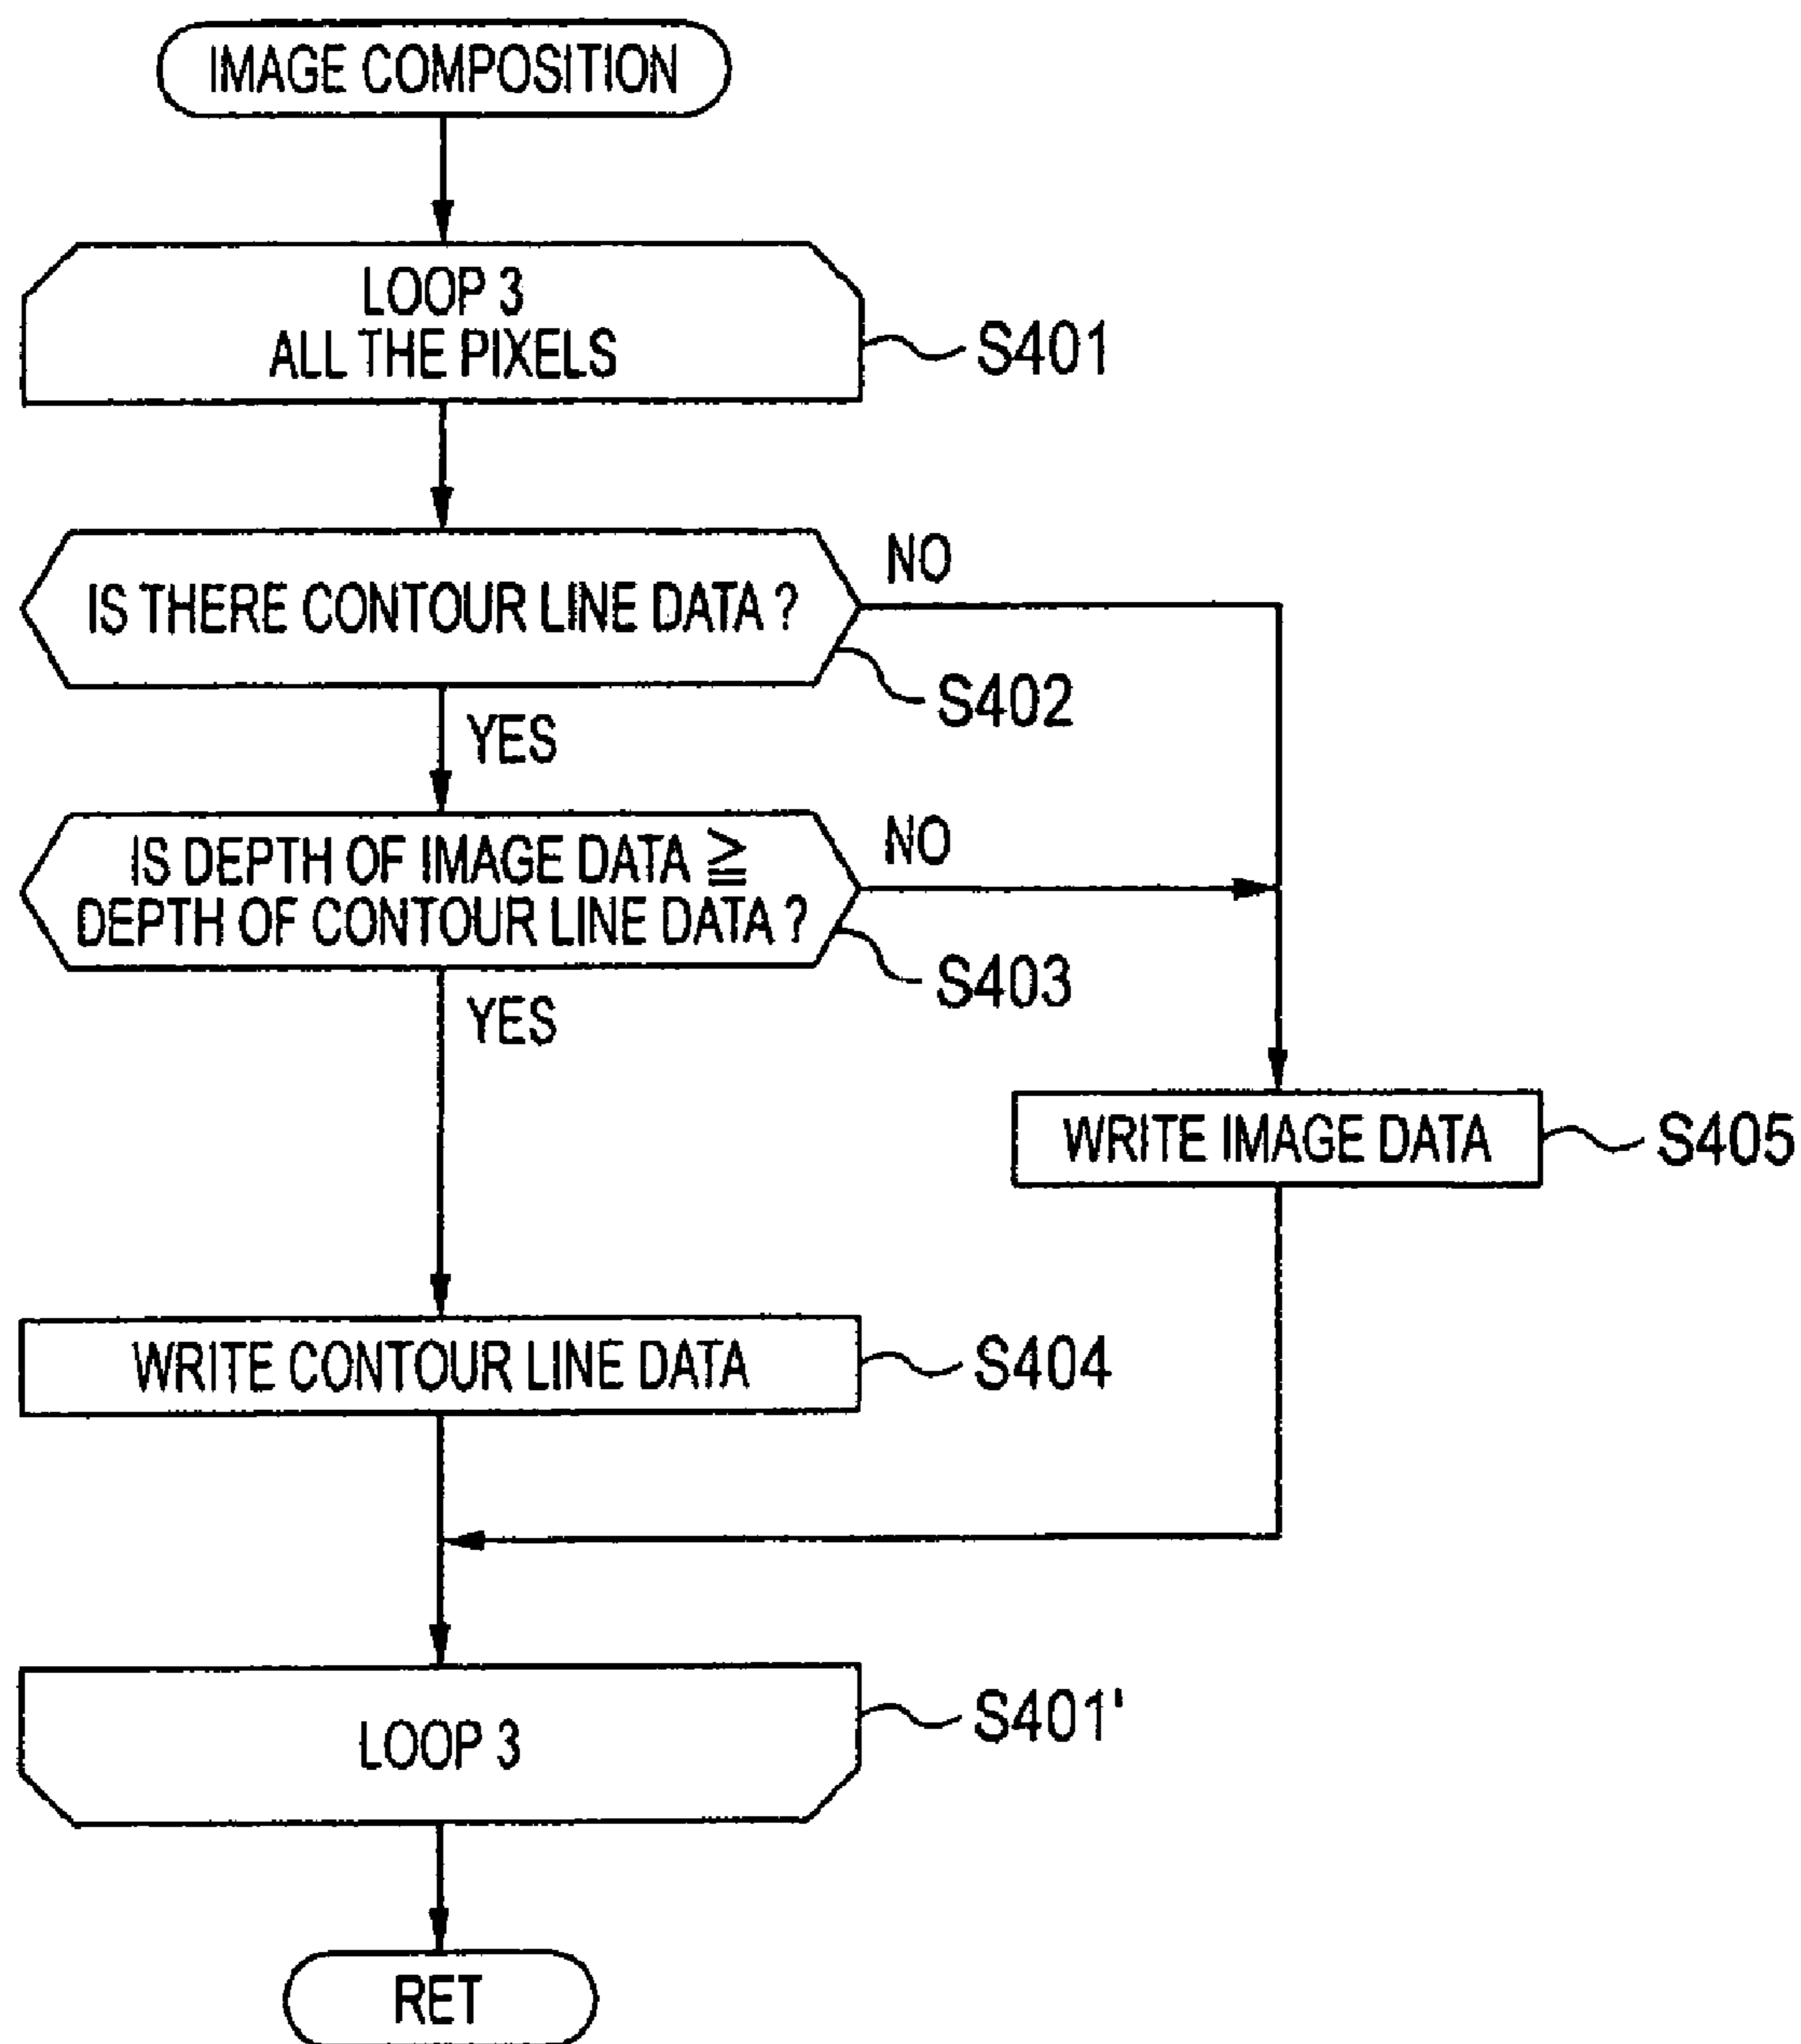 IMAGE COMPOSITION
LOOP 3
ALL THE PIXELS
S401
IS THERE CONTOUR LINE DATA ?
NO
S402
YES
IS DEPTH OF IMAGE DATA ≧
DEPTH OF CONTOUR LINE DATA ?
NO
S403
YES
WRITE IMAGE DATA
S405
WRITE CONTOUR LINE DATA
S404
LOOP 3
S401'
RET